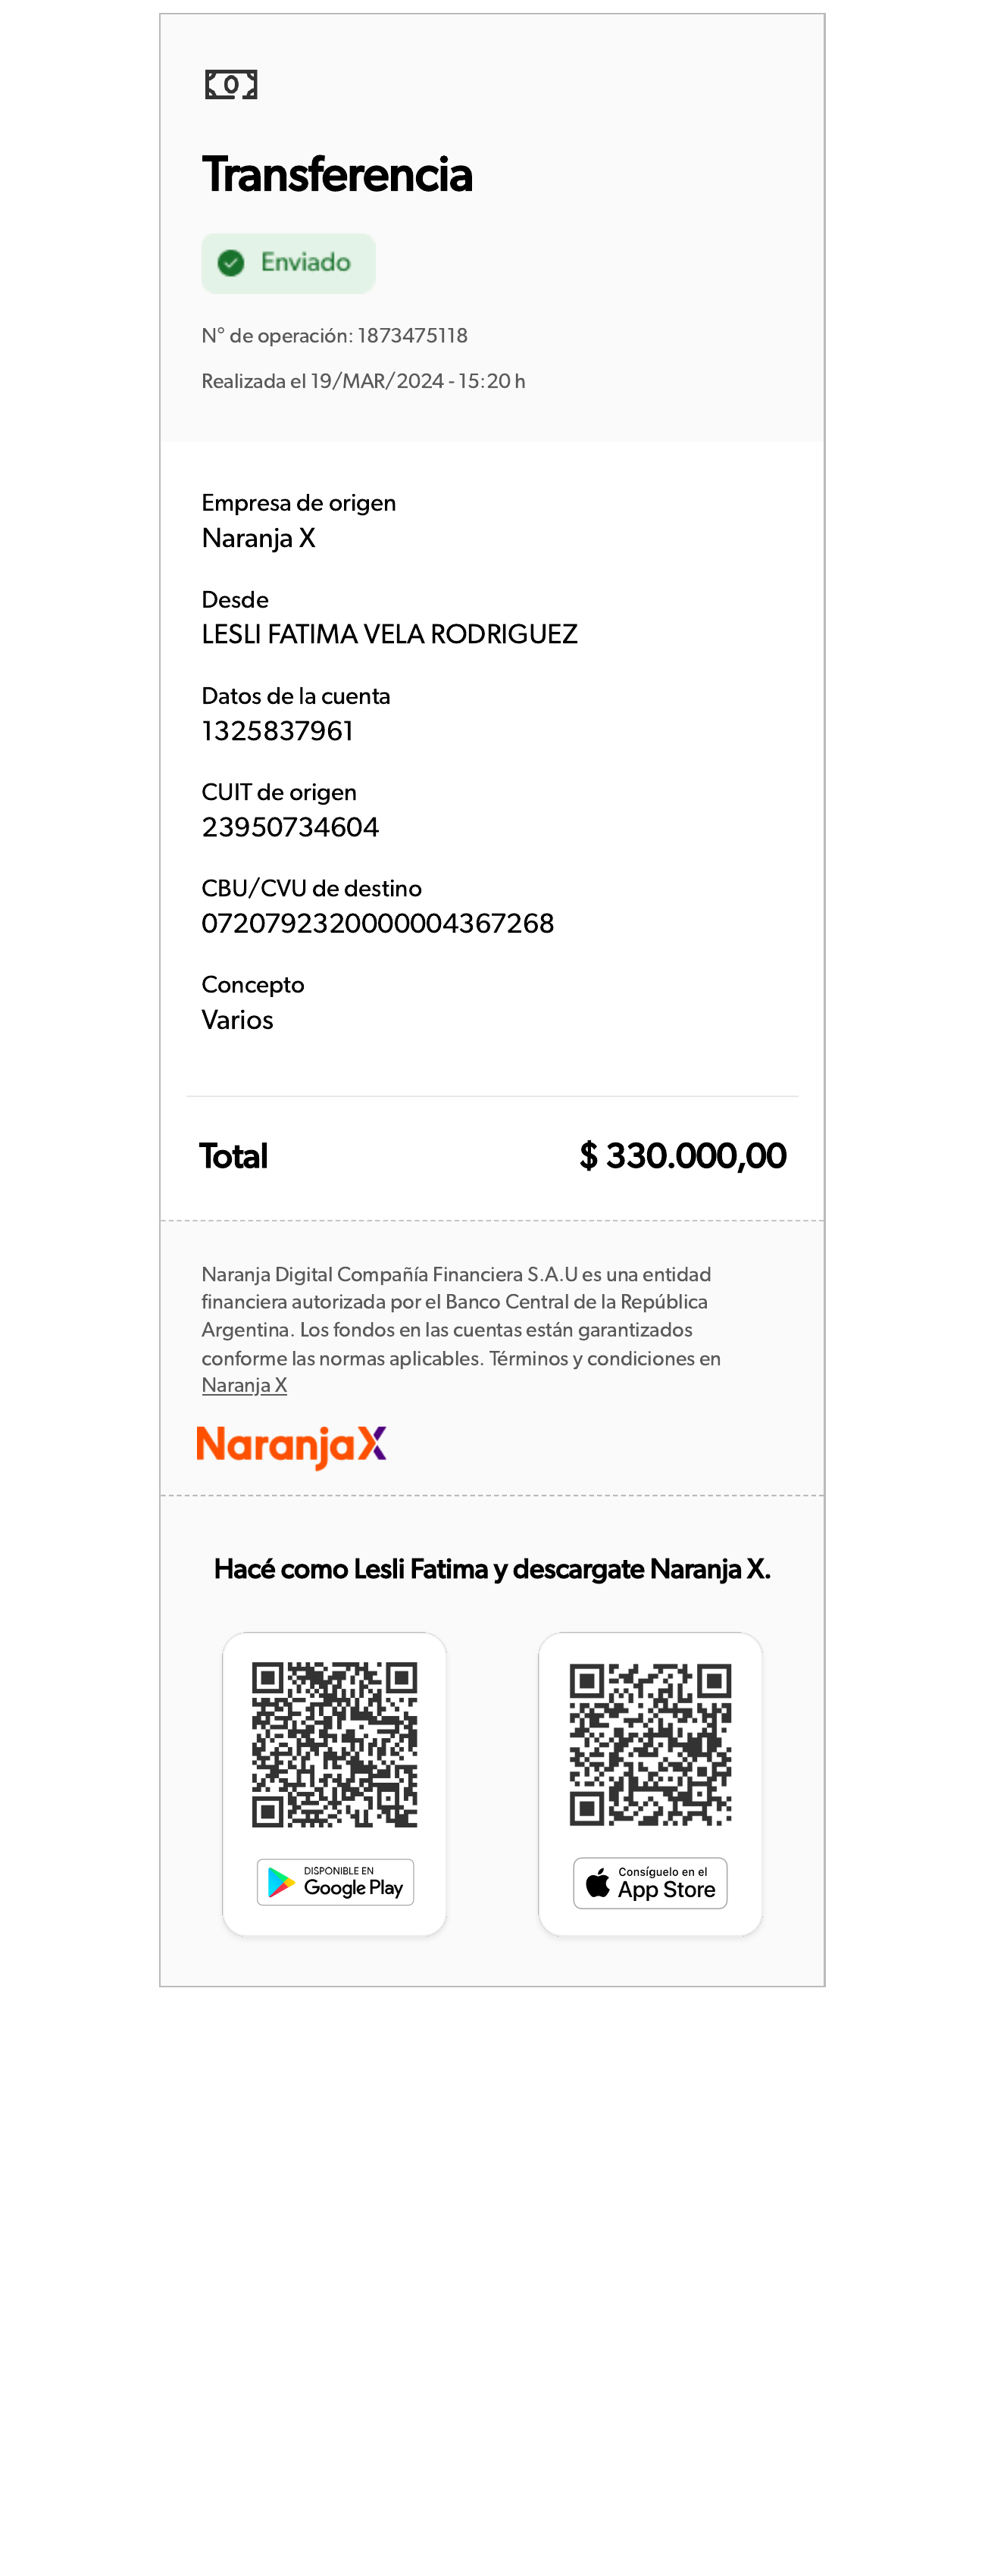 Transferencia
Enviado
N° de operación: 1873475118
Realizada el 19/MAR/2024 - 15:20 h
Empresa de origen
Naranja X
Desde
LESLI FATIMA VELA RODRIGUEZ
Datos de la cuenta
1325837961
CUIT de origen
23950734604
CBU/CVU de destino
0720792320000004367268
Concepto
Varios
Total $ 330.000,00
Naranja Digital Compañía Financiera S.A.U es una entidad
financiera autorizada por el Banco Central de la República
Argentina. Los fondos en las cuentas están garantizados
conforme las normas aplicables. Términos y condiciones en
Naranja X
NaranjaX
Hacé como Lesli Fatima y descargate Naranja X.
DISPONIBLE EN
Google Play
Consíguelo en el
App Store